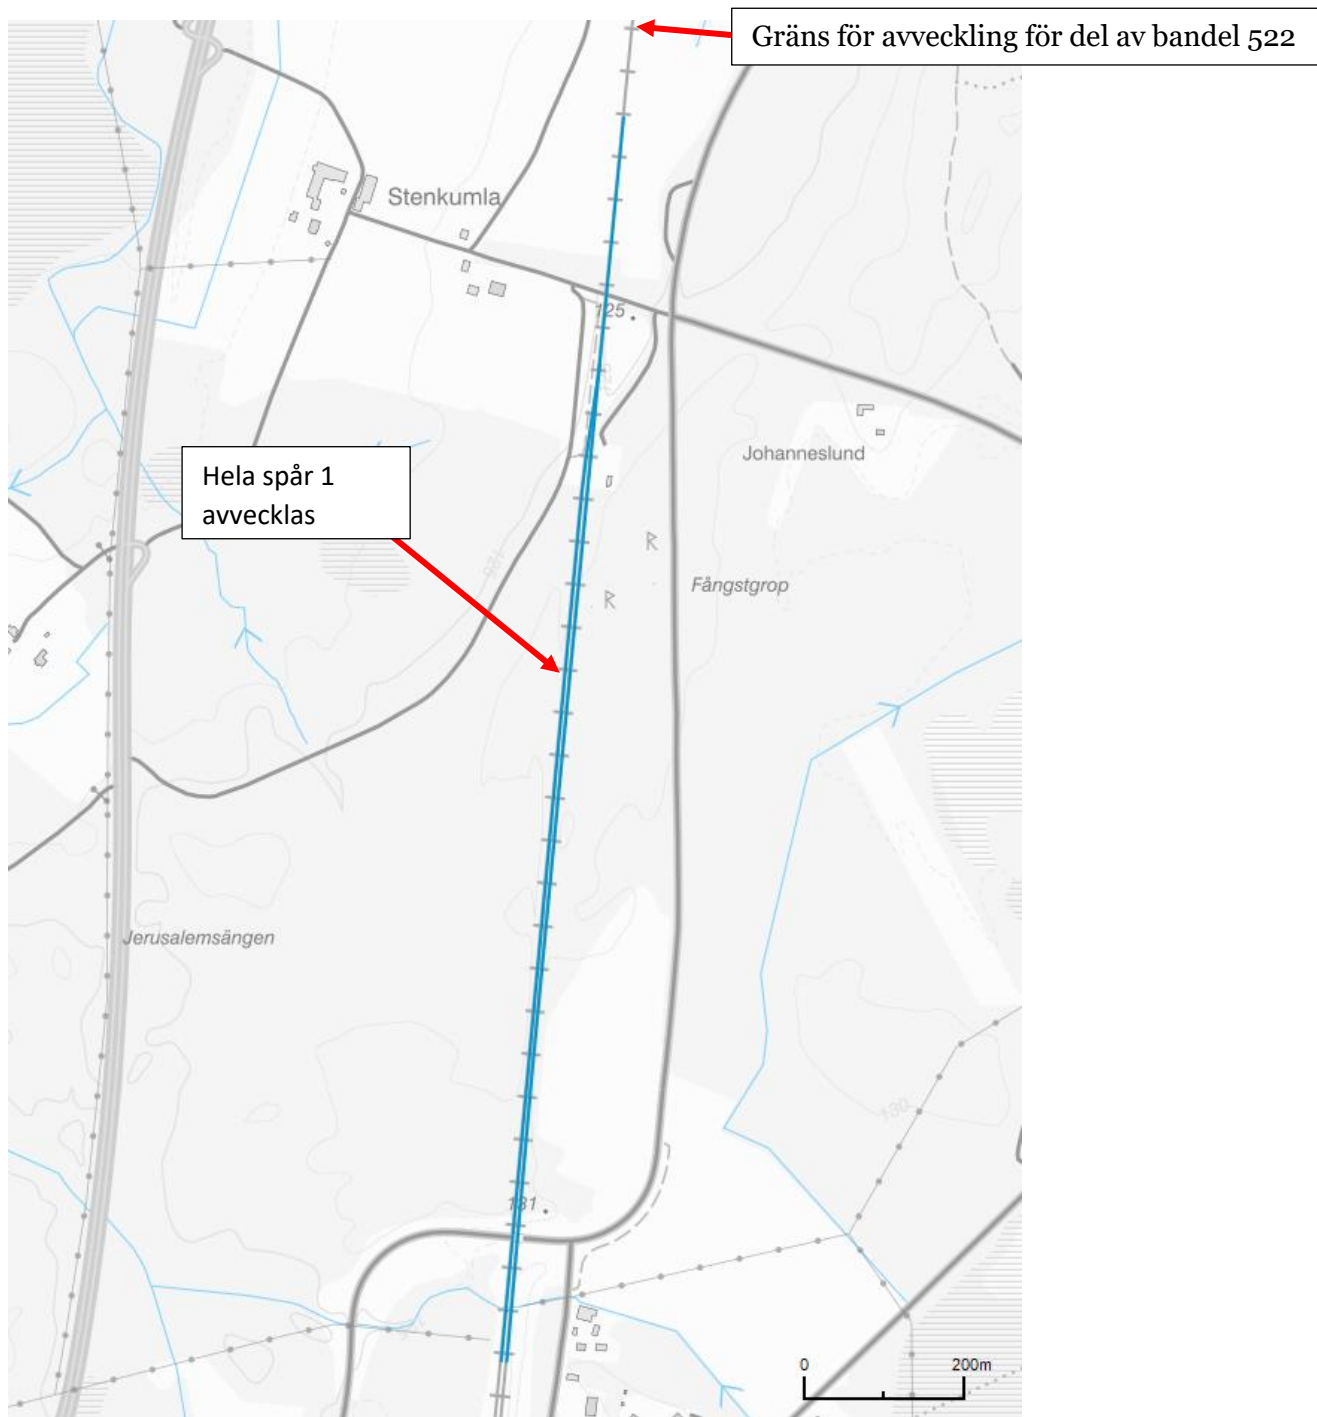 Gräns för avveckling för del av bandel 522
Stenkumla
125
Johanneslund
Hela spår 1
avvecklas
Fångstgrop
Jerusalemsängen
130
131
0 200m